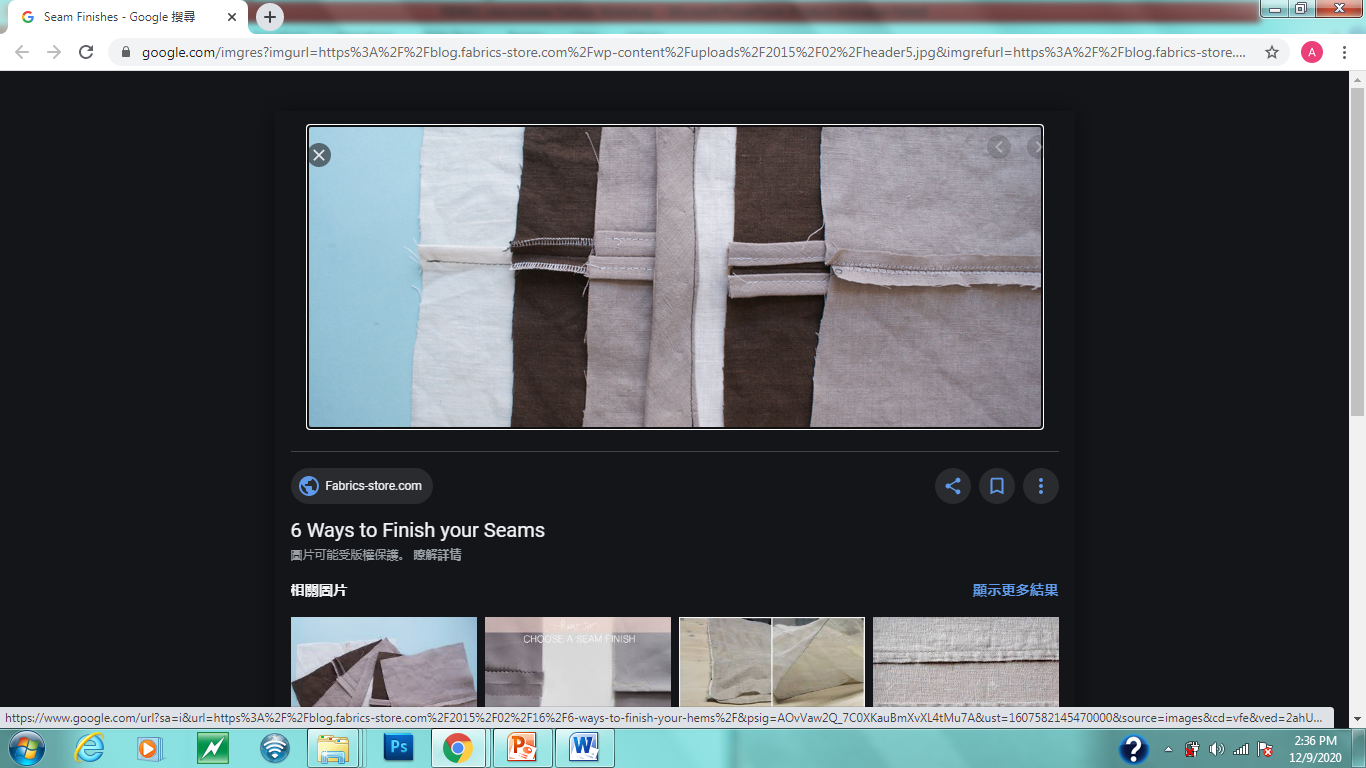 Seam Finishes - Google 搜尋
google.com/imgres?imgurl=https%3A%2F%2Fblog.fabrics-store.com%2Fwp-content%2Fuploads%2F2015%2F02%2Fheader5.jpg&imgrefurl=https%3A%2F%2Fblog.fabrics-store....
A
Fabrics-store.com
6 Ways to Finish your Seams
圖片可能受版權保護。 瞭解詳情
相關圖片
顯示更多結果
CHOOSE A SEAM FINISH
https://www.google.com/url?sa=i&url=https%3A%2F%2Fblog.fabrics-store.com%2F2015%2F02%2F16%2F6-ways-to-finish-your-hems%2F&psig=AOvVaw2Q_7C0XKauBmXvXL4tMu7A&ust=1607582145470000&source=images&cd=vfe&ved=2ahU...
Ps
P
W
?
2:36 PM
12/9/2020